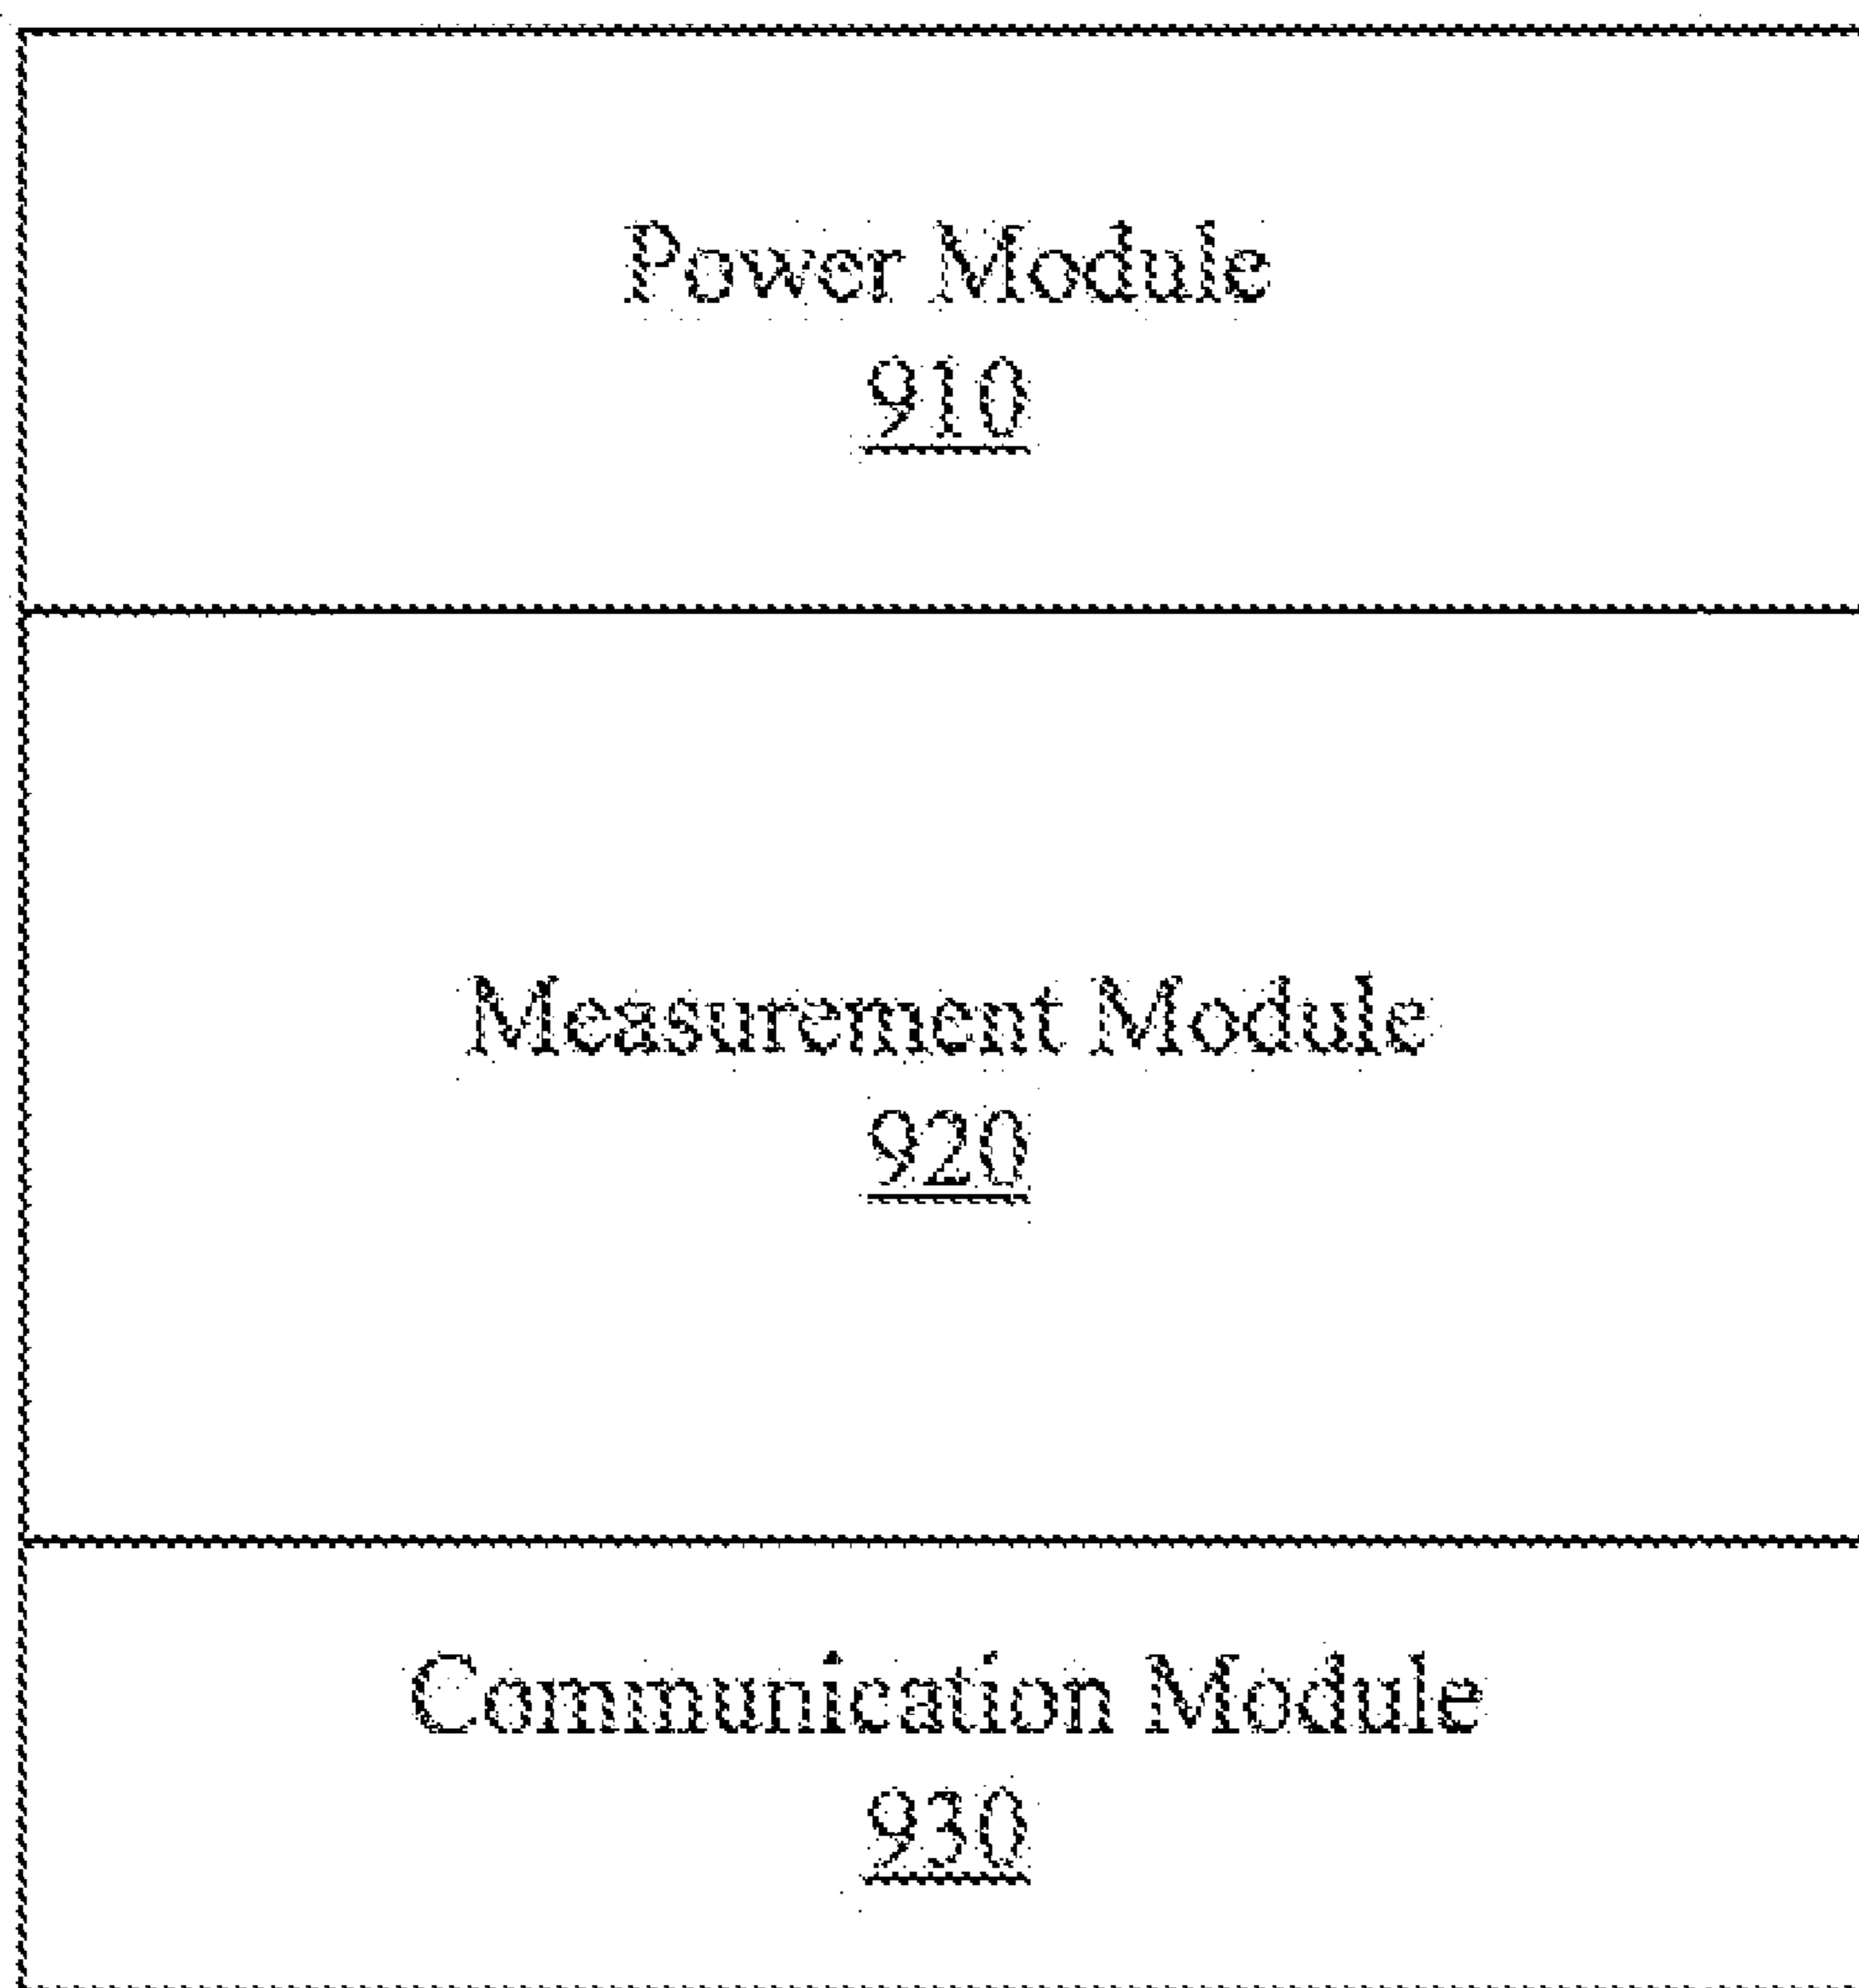 Power Module
910
Measurement Module
920
Communication Module
930